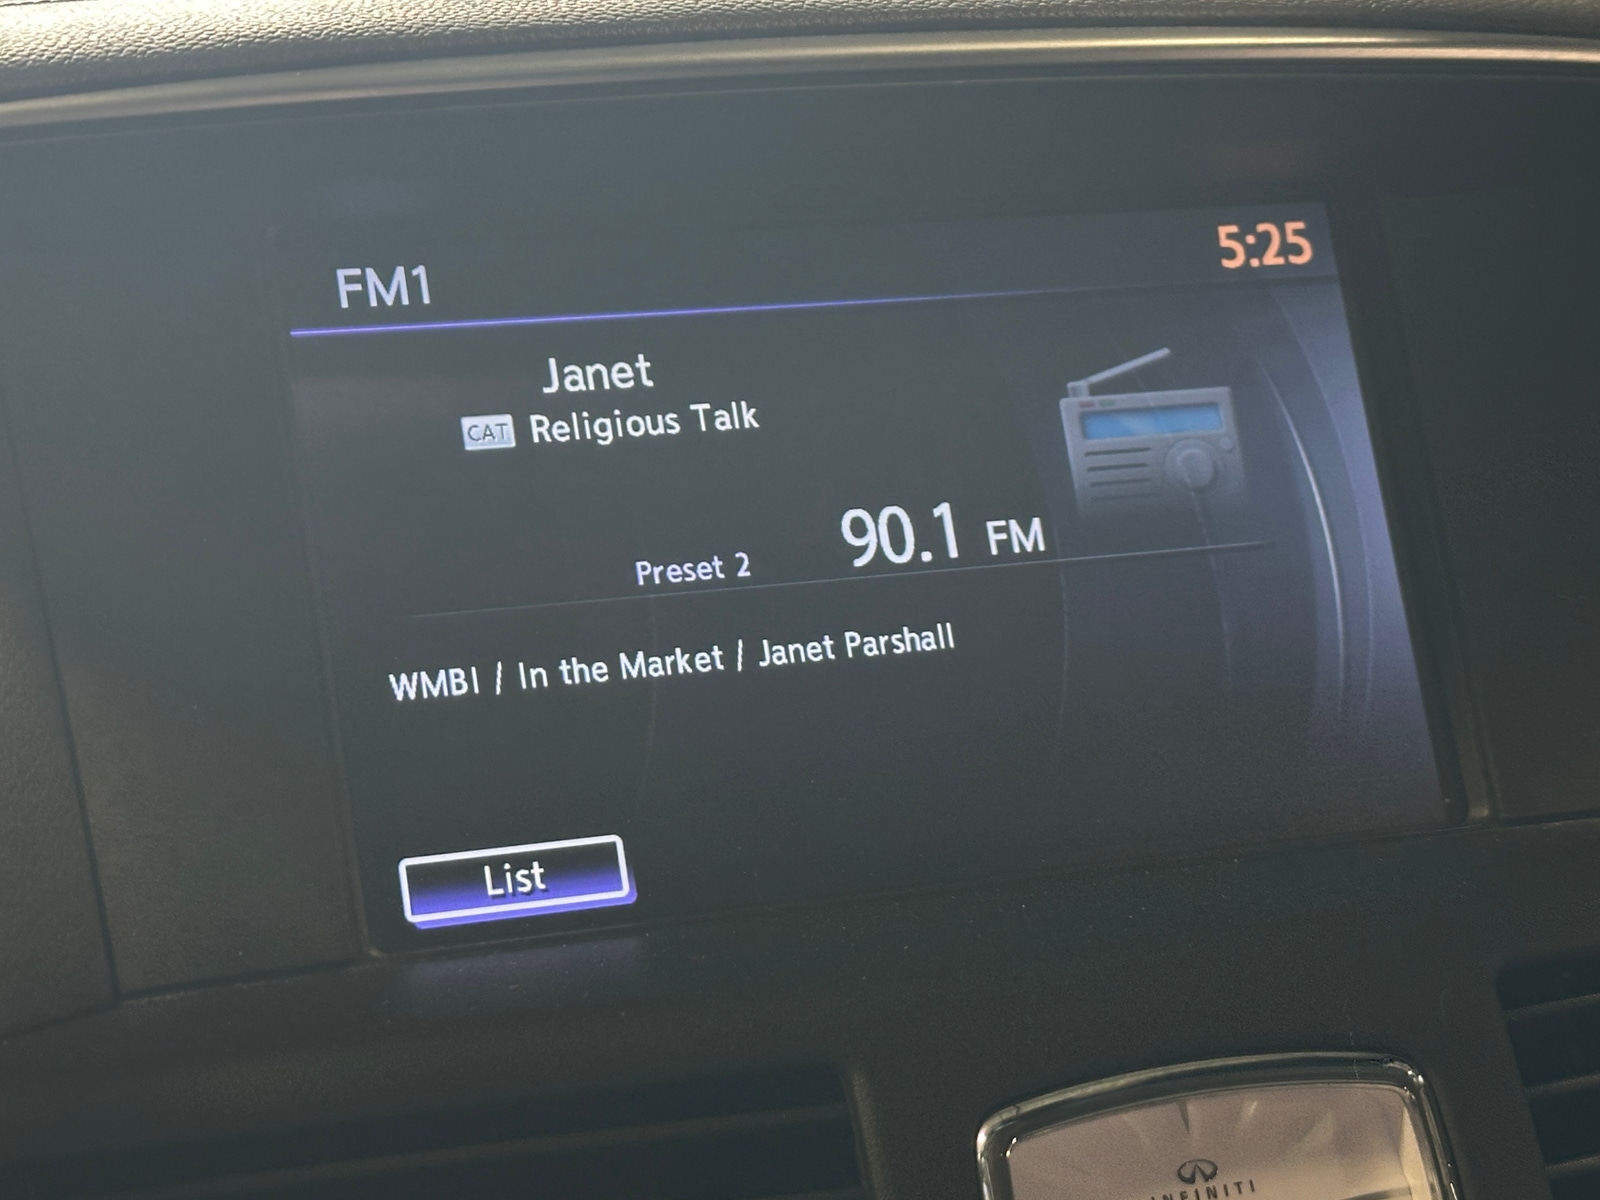 FM1
5:25
Janet
CAT Religious Talk
Preset 2 90.1 FM
WMBI / In the Market / Janet Parshall
List
INFINITI